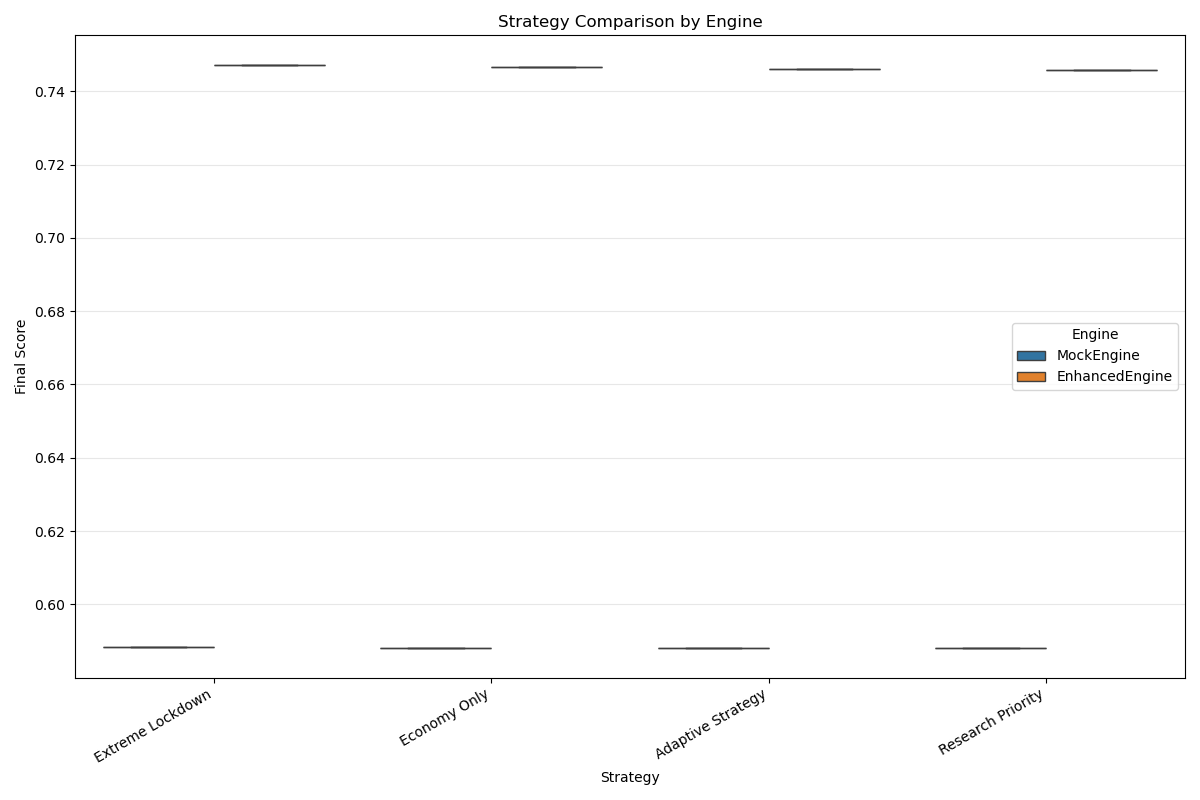 Strategy Comparison by Engine
Final Score
0.74
0.72
0.70
0.68
0.66
0.64
0.62
0.60
Engine
MockEngine
EnhancedEngine
Extreme Lockdown
Economy Only
Adaptive Strategy
Research Priority
Strategy